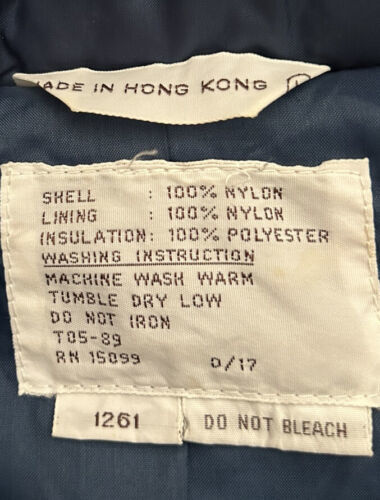 MADE IN HONG KONG
SHELL : 100% NYLON
LINING : 100% NYLON
INSULATION: 100% POLYESTER
WASHING INSTRUCTION
MACHINE WASH WARM
TUMBLE DRY LOW
DO NOT IRON
T05-89
RN 15099 D/17
1261
DO NOT BLEACH